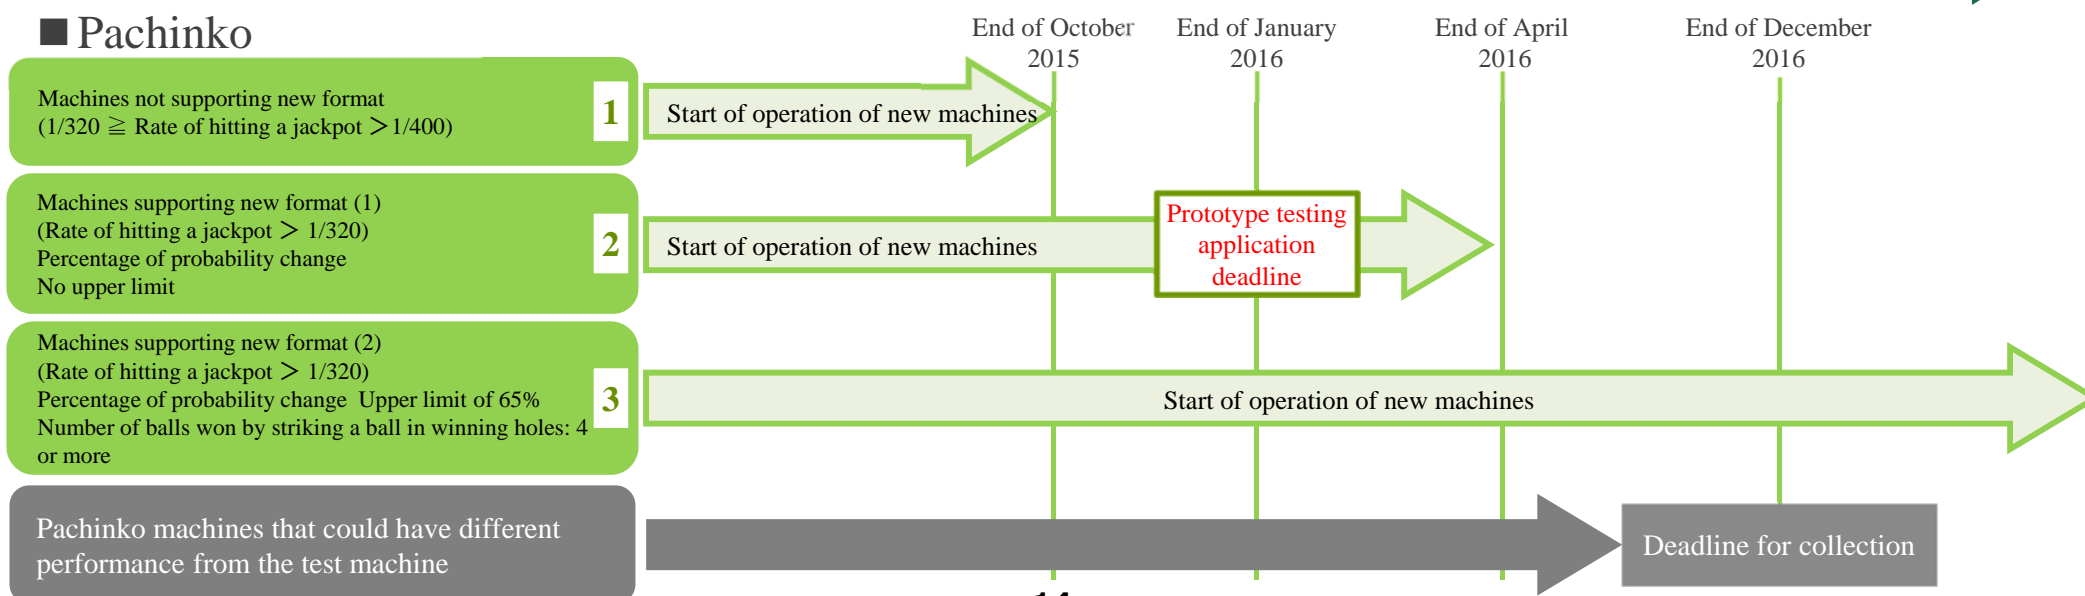 ■ Pachinko
End of October
2015
End of January
2016
End of April
2016
End of December
2016
Machines not supporting new format
(1/320 ≧ Rate of hitting a jackpot ＞1/400)
1
Start of operation of new machines
Machines supporting new format (1)
(Rate of hitting a jackpot ＞ 1/320)
Percentage of probability change
No upper limit
2
Start of operation of new machines
Prototype testing
application
deadline
Machines supporting new format (2)
(Rate of hitting a jackpot ＞ 1/320)
Percentage of probability change  Upper limit of 65%
Number of balls won by striking a ball in winning holes: 4
or more
3
Start of operation of new machines
Pachinko machines that could have different
performance from the test machine
Deadline for collection